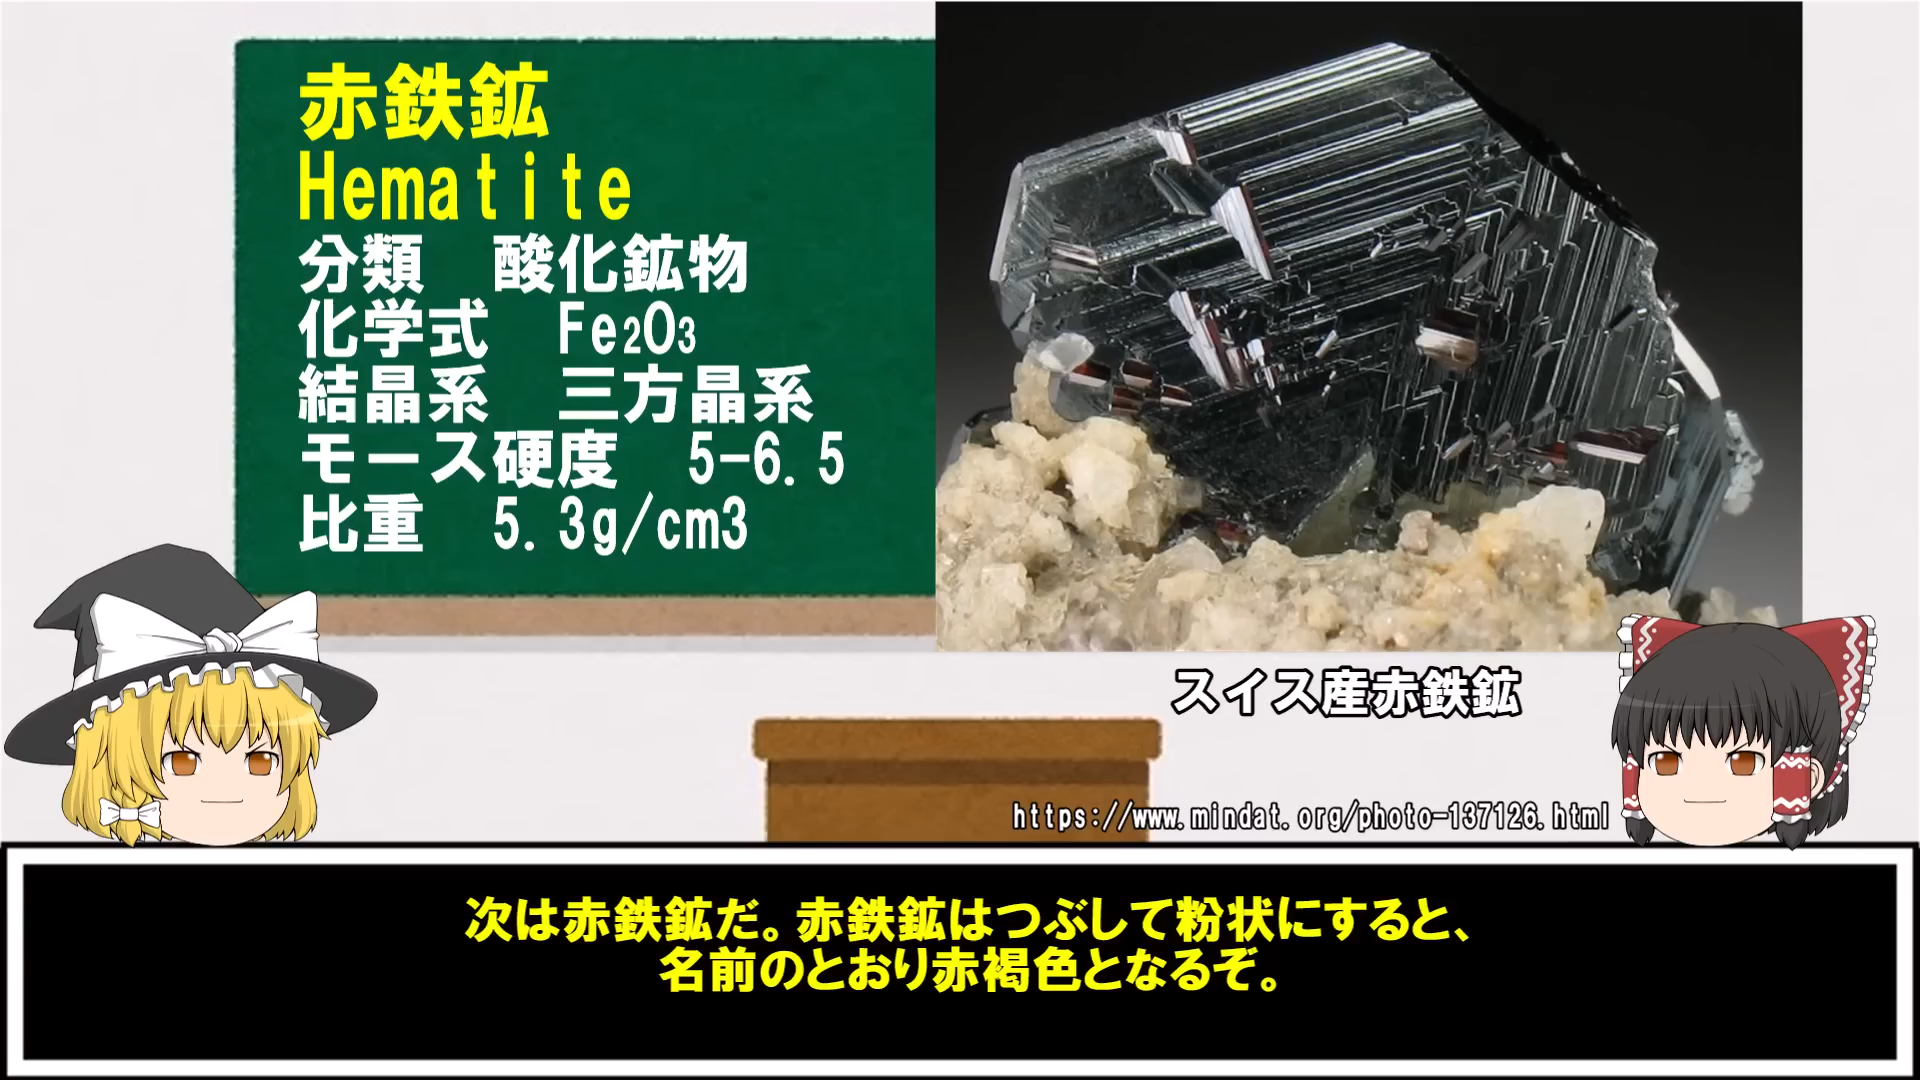 赤鉄鉱
Hematite
分類　酸化鉱物
化学式　Fe₂O₃
結晶系　三方晶系
モース硬度　5-6.5
比重　5.3g/cm3
スイス産赤鉄鉱
https://www.mindat.org/photo-137126.html
次は赤鉄鉱だ。赤鉄鉱はつぶして粉状にすると、
名前のとおり赤褐色となるぞ。